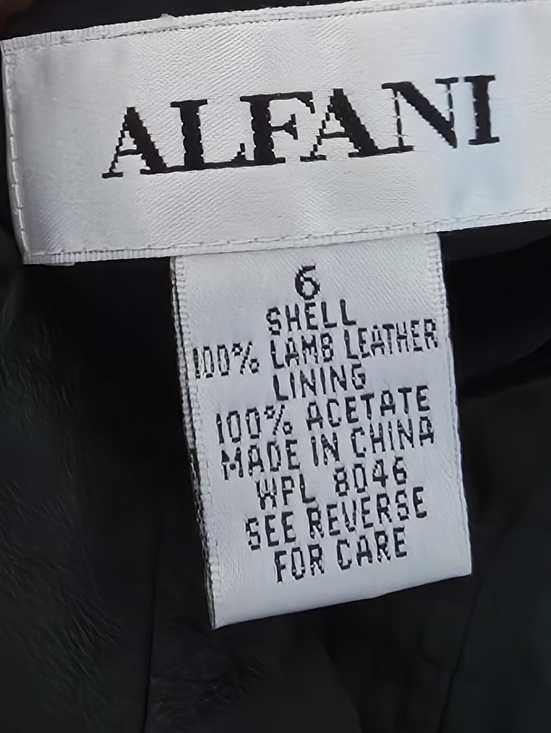 ALFANI
6
SHELL
100% LAMB LEATHER
LINING
100% ACETATE
MADE IN CHINA
WPL 8046
SEE REVERSE
FOR CARE